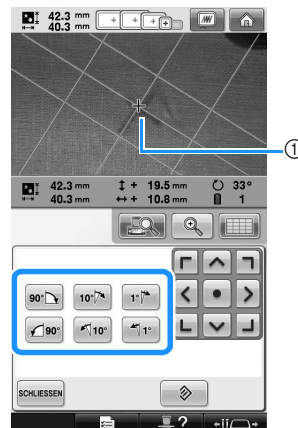 42.3 mm
40.3 mm
①
42.3 mm + 19.5 mm 33°
40.3 mm + 10.8 mm 1
90° 10° 1°
90° 10° 1°
SCHLIESSEN
?